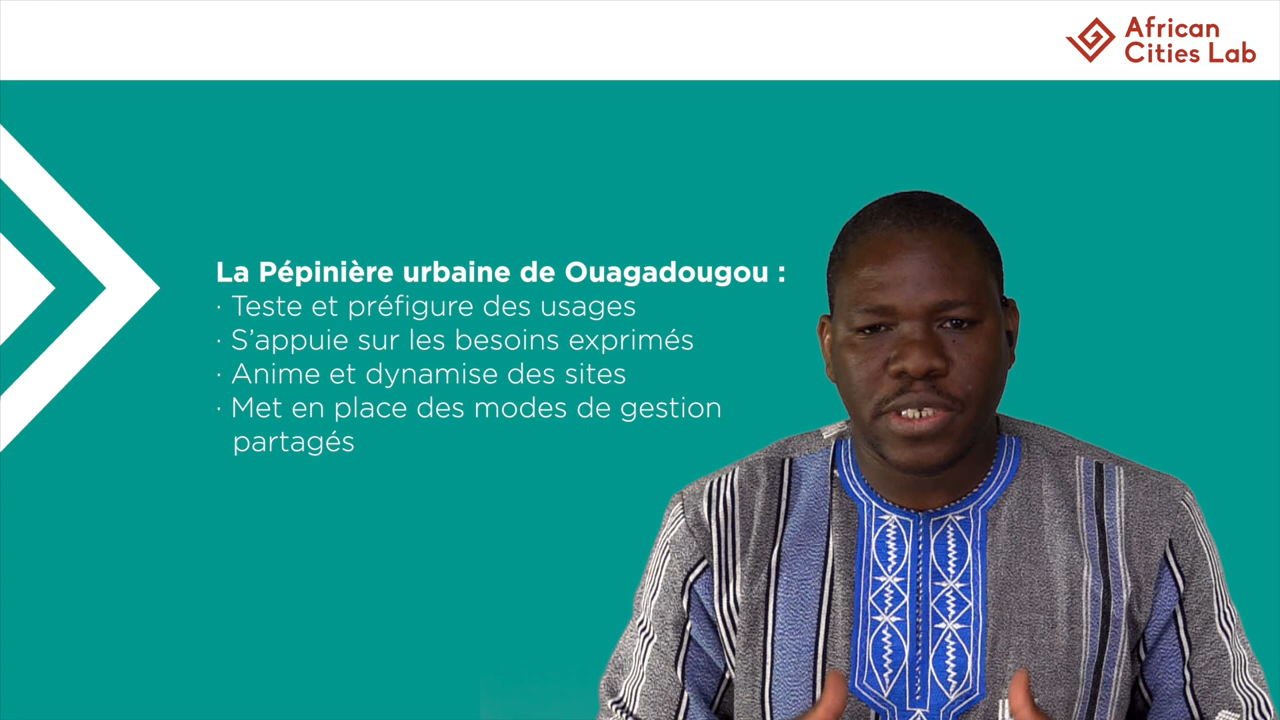 African
Cities Lab
La Pépinière urbaine de Ouagadougou :
· Teste et préfigure des usages
· S’appuie sur les besoins exprimés
· Anime et dynamise des sites
· Met en place des modes de gestion
partagés